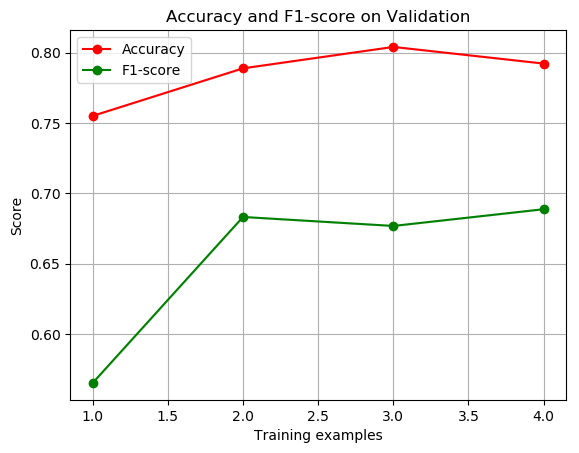 Accuracy and F1-score on Validation
Accuracy
F1-score
0.80
0.75
0.70
0.65
0.60
Score
1.0 1.5 2.0 2.5 3.0 3.5 4.0
Training examples